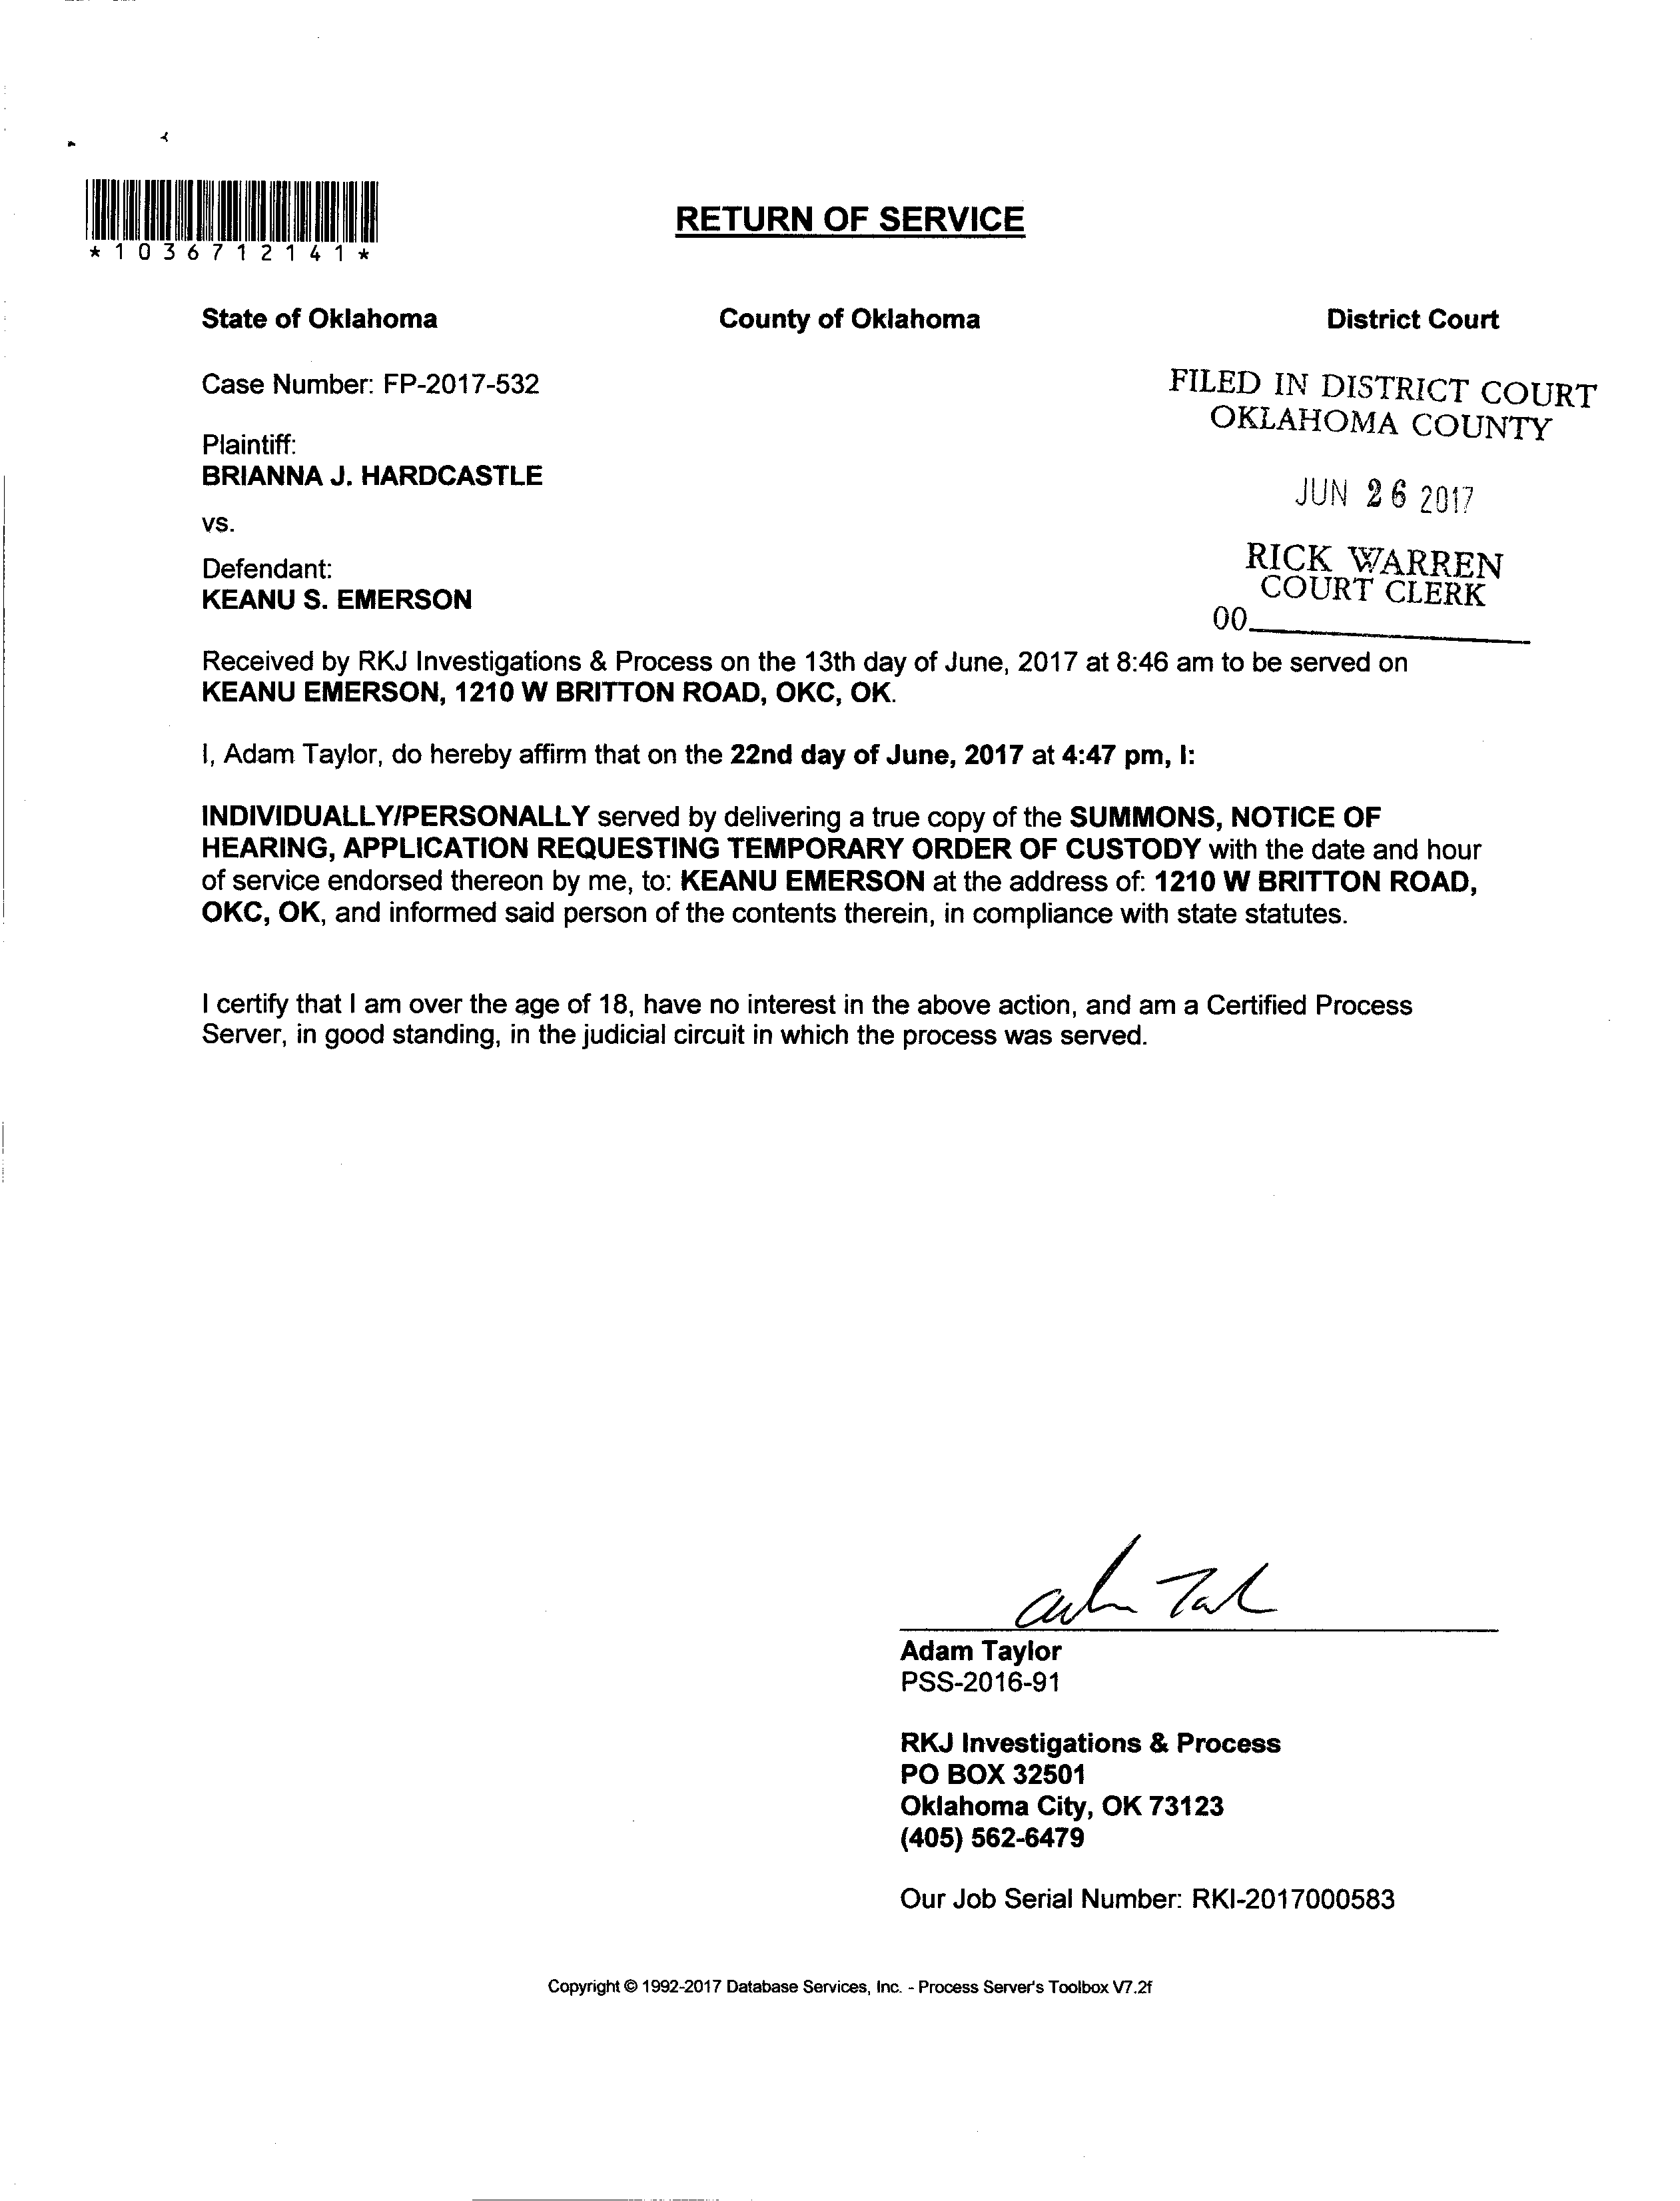 *1036712141*
RETURN OF SERVICE
State of Oklahoma County of Oklahoma District Court
Case Number: FP-2017-532
FILED IN DISTRICT COURT
OKLAHOMA COUNTY
Plaintiff:
BRIANNA J. HARDCASTLE
JUN 26 2017
vs.
RICK WARREN
COURT CLERK
Defendant:
KEANU S. EMERSON
00
Received by RKJ Investigations & Process on the 13th day of June, 2017 at 8:46 am to be served on
KEANU EMERSON, 1210 W BRITTON ROAD, OKC, OK.
I, Adam Taylor, do hereby affirm that on the 22nd day of June, 2017 at 4:47 pm, I:
INDIVIDUALLY/PERSONALLY served by delivering a true copy of the SUMMONS, NOTICE OF
HEARING, APPLICATION REQUESTING TEMPORARY ORDER OF CUSTODY with the date and hour
of service endorsed thereon by me, to: KEANU EMERSON at the address of: 1210 W BRITTON ROAD,
OKC, OK, and informed said person of the contents therein, in compliance with state statutes.
I certify that I am over the age of 18, have no interest in the above action, and am a Certified Process
Server, in good standing, in the judicial circuit in which the process was served.
Adam Taylor
PSS-2016-91
RKJ Investigations & Process
PO BOX 32501
Oklahoma City, OK 73123
(405) 562-6479
Our Job Serial Number: RKI-2017000583
Copyright © 1992-2017 Database Services, Inc. - Process Server's Toolbox V7.2f